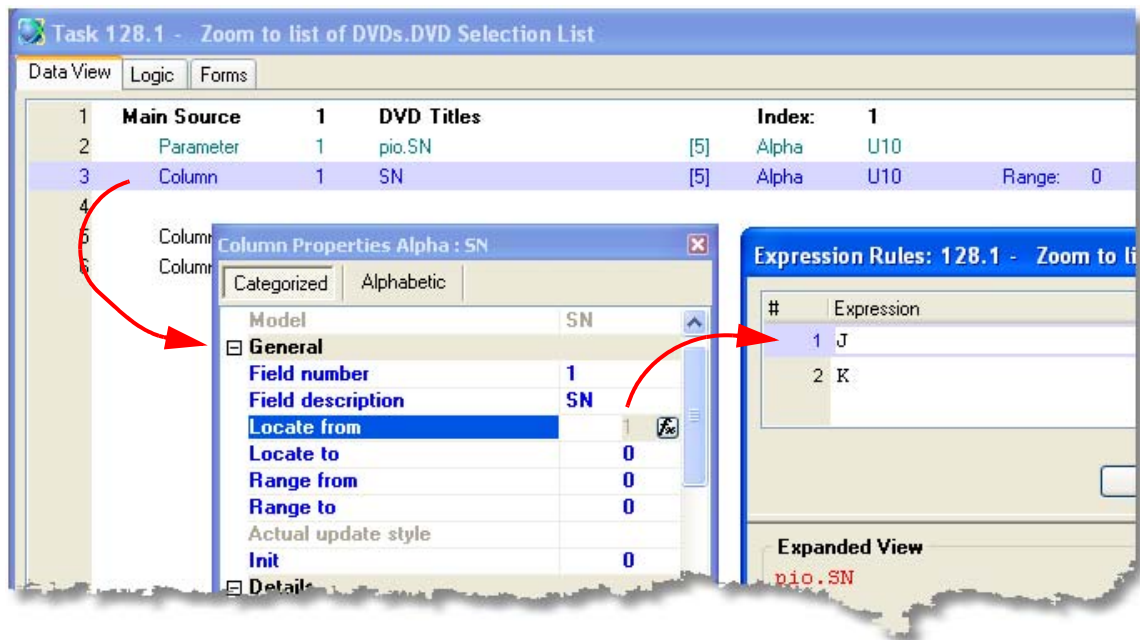 Task 128.1 - Zoom to list of DVDs.DVD Selection List
Data View Logic Forms
1 Main Source 1 DVD Titles Index: 1
2 Parameter 1 pio.SN [5] Alpha U10
3 Column 1 SN [5] Alpha U10 Range: 0
4
5 Column
6 Column
Column Properties Alpha : SN
Categorized Alphabetic
Model SN
General
Field number 1
Field description SN
Locate from 1
Locate to 0
Range from 0
Range to 0
Actual update style
Init 0
Details
Expression Rules: 128.1 - Zoom to li
# Expression
1 J
2 K
Expanded View
pio.SN